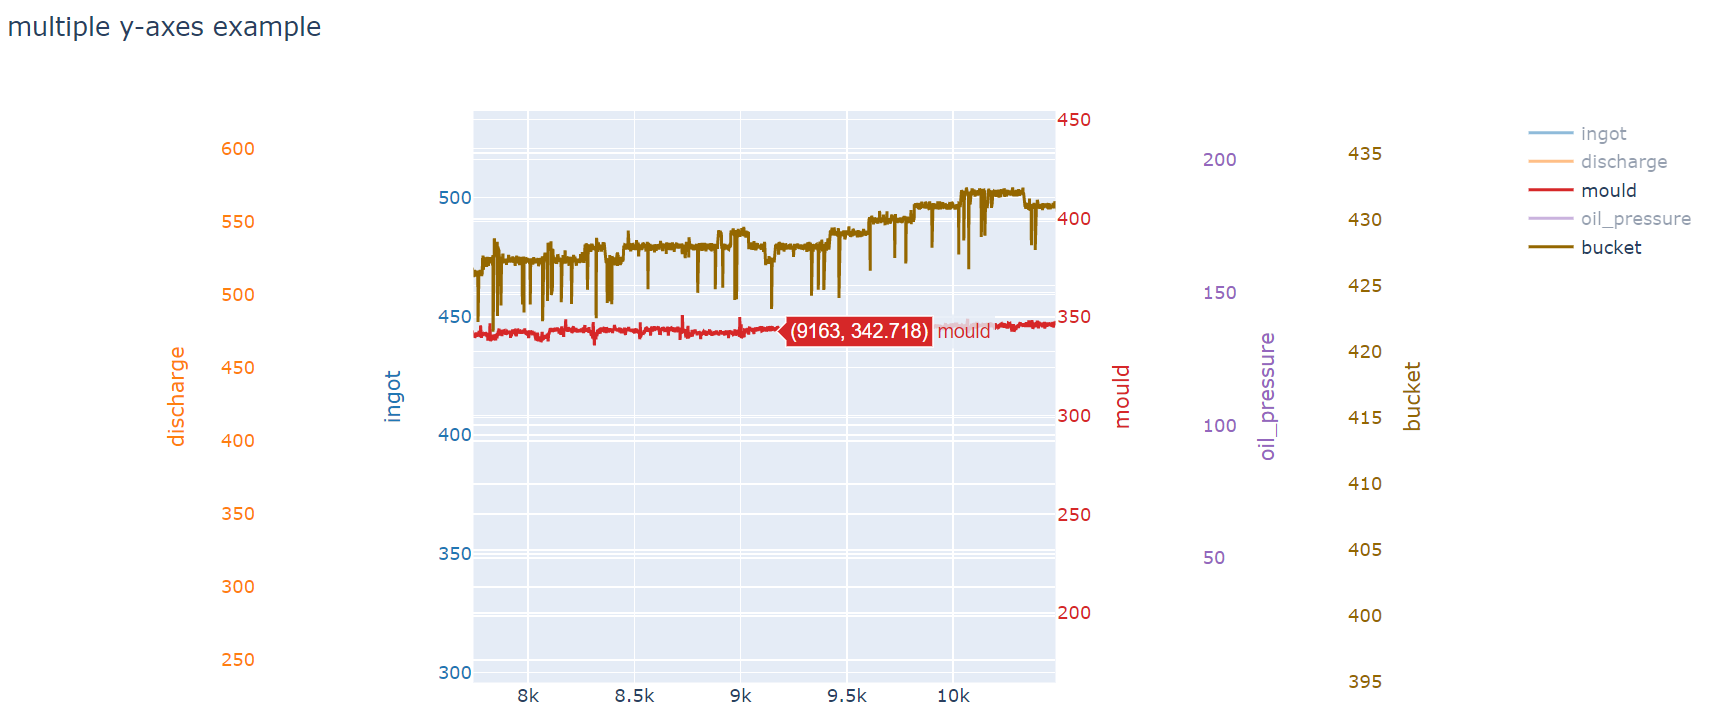 multiple y-axes example
600
550
500
450
400
350
300
250
discharge
500
450
400
350
300
ingot
8k
8.5k
9k
9.5k
10k
(9163, 342.718) mould
450
400
350
300
250
200
mould
200
150
100
50
oil_pressure
435
430
425
420
415
410
405
400
395
bucket
ingot
discharge
mould
oil_pressure
bucket